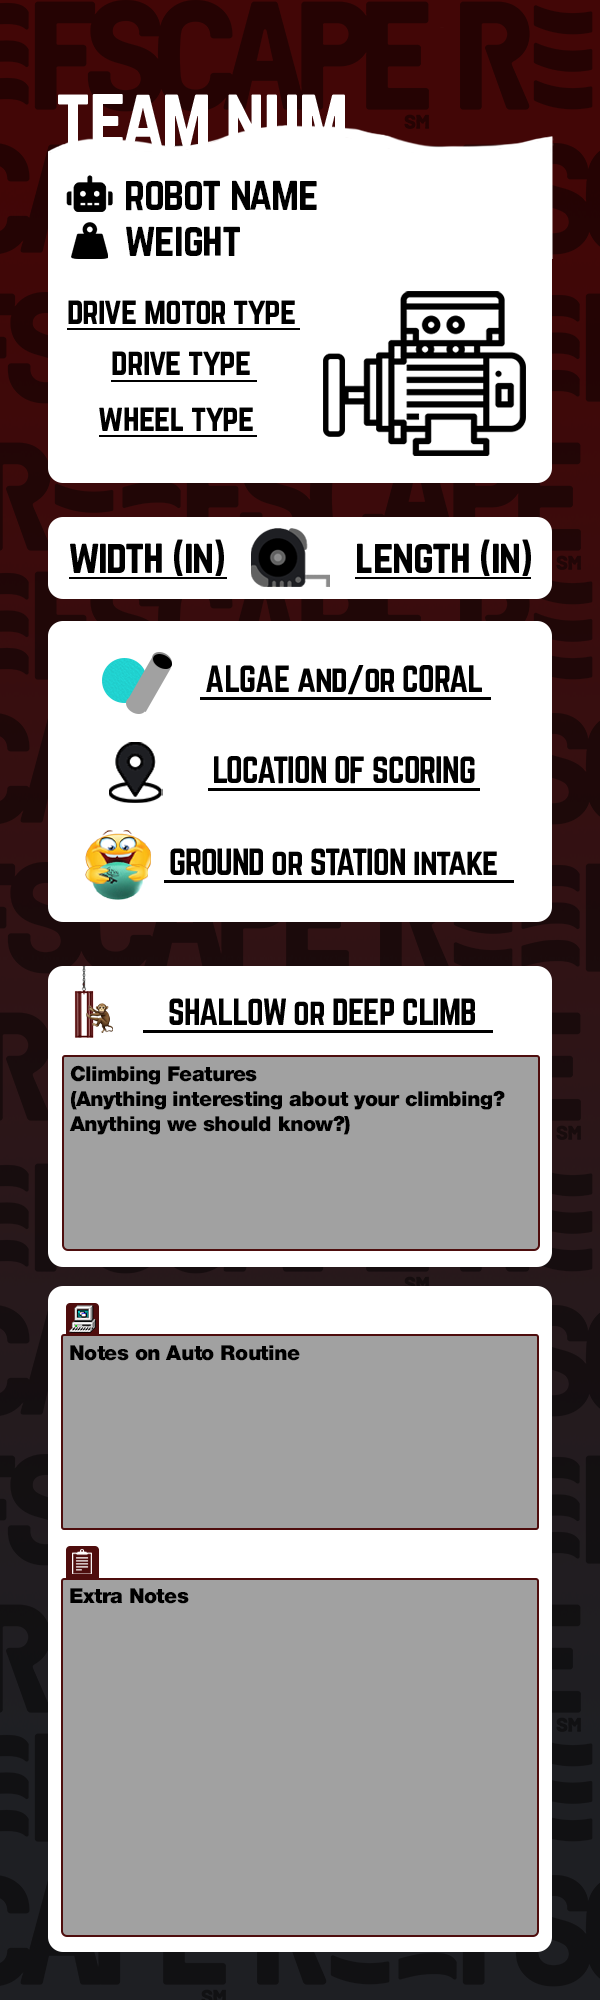 TEAM NUM
ROBOT NAME
WEIGHT
DRIVE MOTOR TYPE
DRIVE TYPE
WHEEL TYPE
WIDTH (IN)
LENGTH (IN)
ALGAE AND/OR CORAL
LOCATION OF SCORING
GROUND OR STATION INTAKE
SHALLOW OR DEEP CLIMB
Climbing Features
(Anything interesting about your climbing?
Anything we should know?)
Notes on Auto Routine
Extra Notes